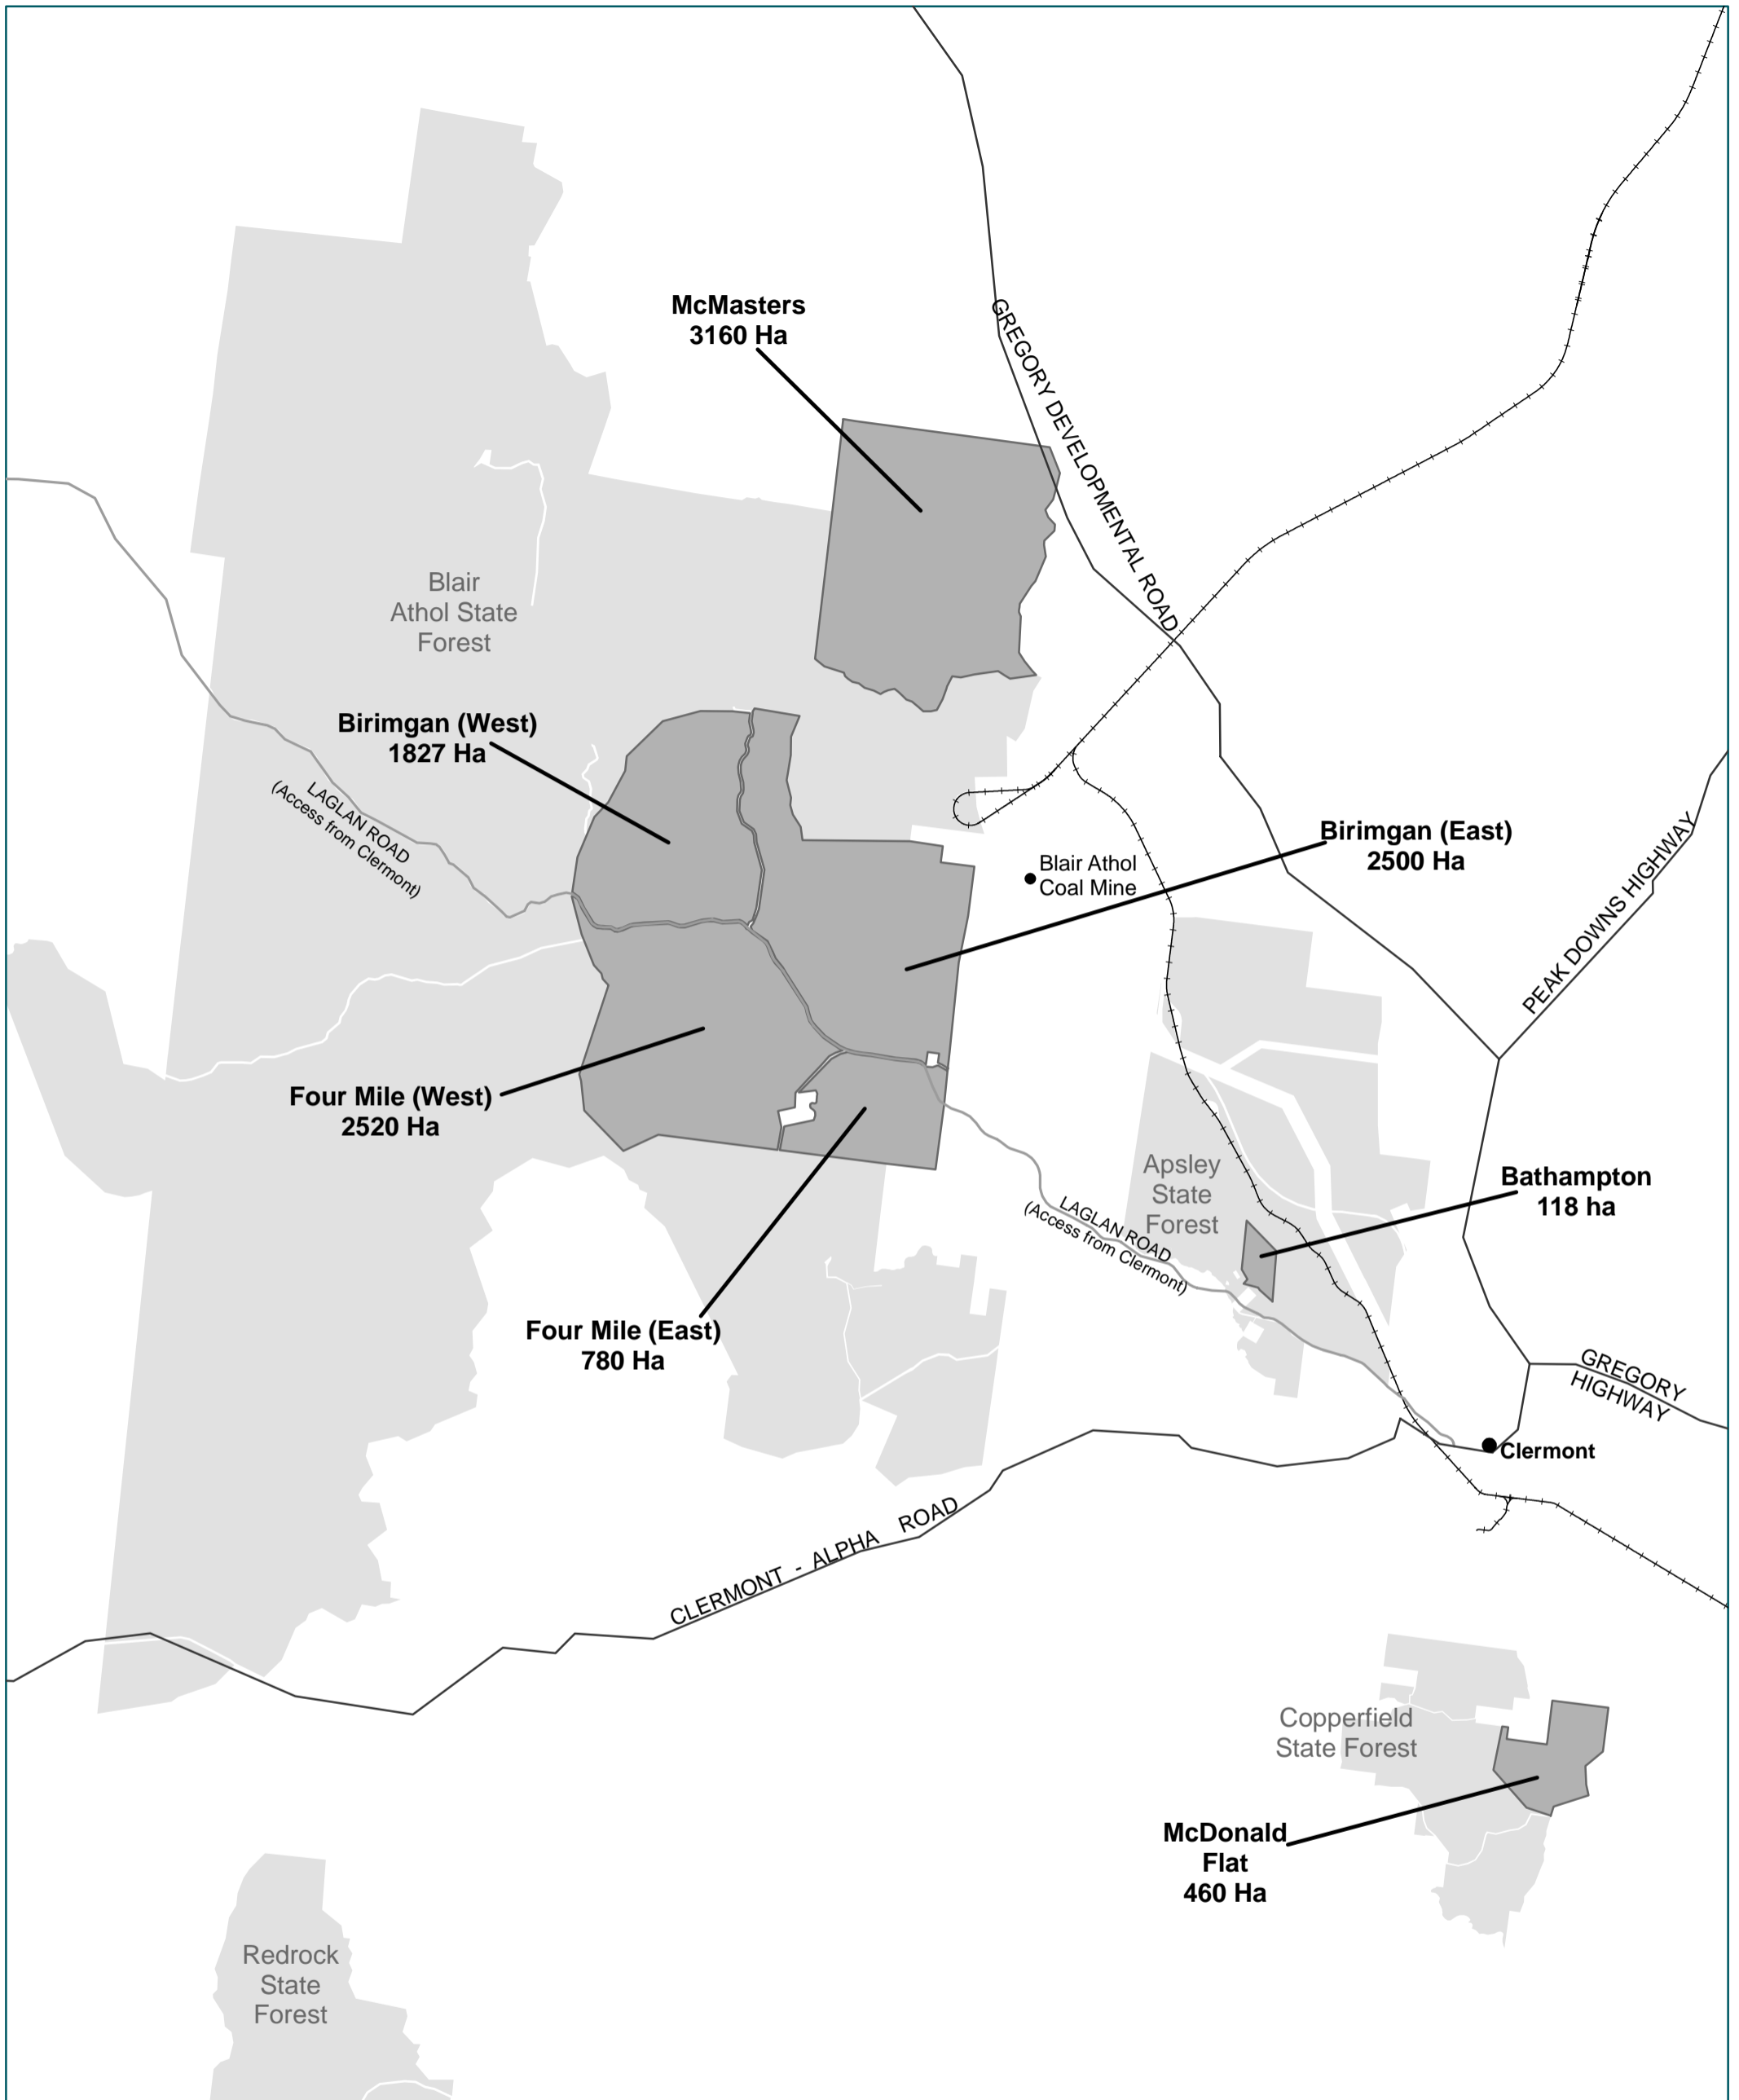 McMasters
3160 Ha
GREGORY DEVELOPMENTAL ROAD
Blair
Athol State
Forest
Birimgan (West)
1827 Ha
LAGLAN ROAD
(Access from Clermont)
Birimgan (East)
2500 Ha
Blair Athol
Coal Mine
PEAK DOWNS HIGHWAY
Four Mile (West)
2520 Ha
Apsley
State
Forest
Bathampton
118 ha
LAGLAN ROAD
(Access from Clermont)
Four Mile (East)
780 Ha
GREGORY
HIGHWAY
Clermont
CLERMONT - ALPHA ROAD
Copperfield
State Forest
McDonald
Flat
460 Ha
Redrock
State
Forest